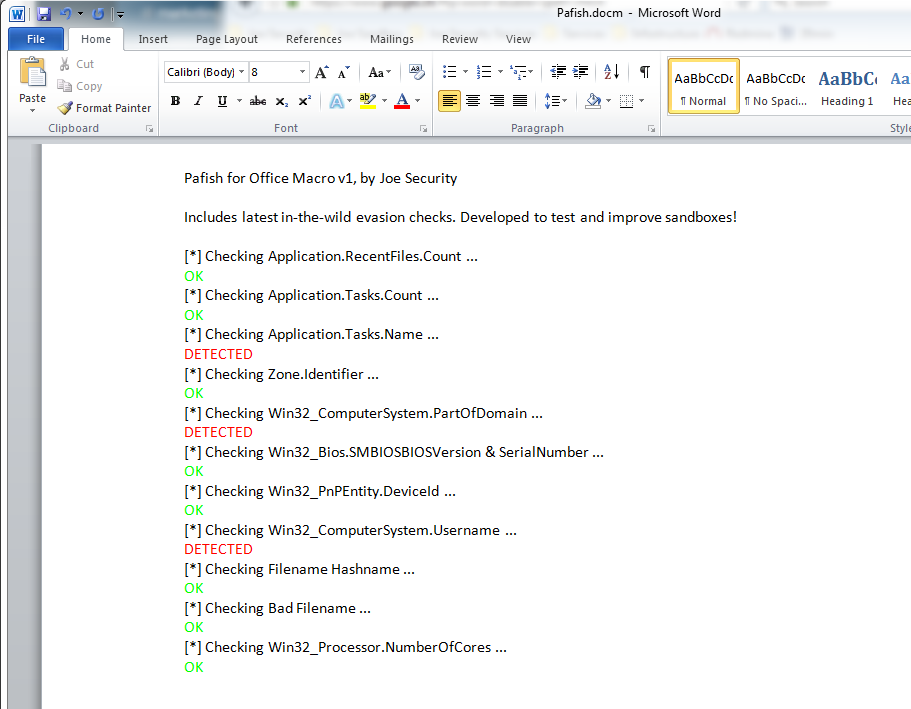 Pafish.docm - Microsoft Word
File Home Insert Page Layout References Mailings Review View
Paste
Cut
Copy
Format Painter
Clipboard
Calibri (Body) 8
Font
Paragraph
AaBbCcDc AaBbCcDc AaBbC
¶ Normal ¶ No Spaci... Heading 1
Pafish for Office Macro v1, by Joe Security
Includes latest in-the-wild evasion checks. Developed to test and improve sandboxes!
[*] Checking Application.RecentFiles.Count ...
OK
[*] Checking Application.Tasks.Count ...
OK
[*] Checking Application.Tasks.Name ...
DETECTED
[*] Checking Zone.Identifier ...
OK
[*] Checking Win32_ComputerSystem.PartOfDomain ...
DETECTED
[*] Checking Win32_Bios.SMBIOSBIOSVersion & SerialNumber ...
OK
[*] Checking Win32_PnPEntity.DeviceId ...
OK
[*] Checking Win32_ComputerSystem.Username ...
DETECTED
[*] Checking Filename Hashname ...
OK
[*] Checking Bad Filename ...
OK
[*] Checking Win32_Processor.NumberOfCores ...
OK